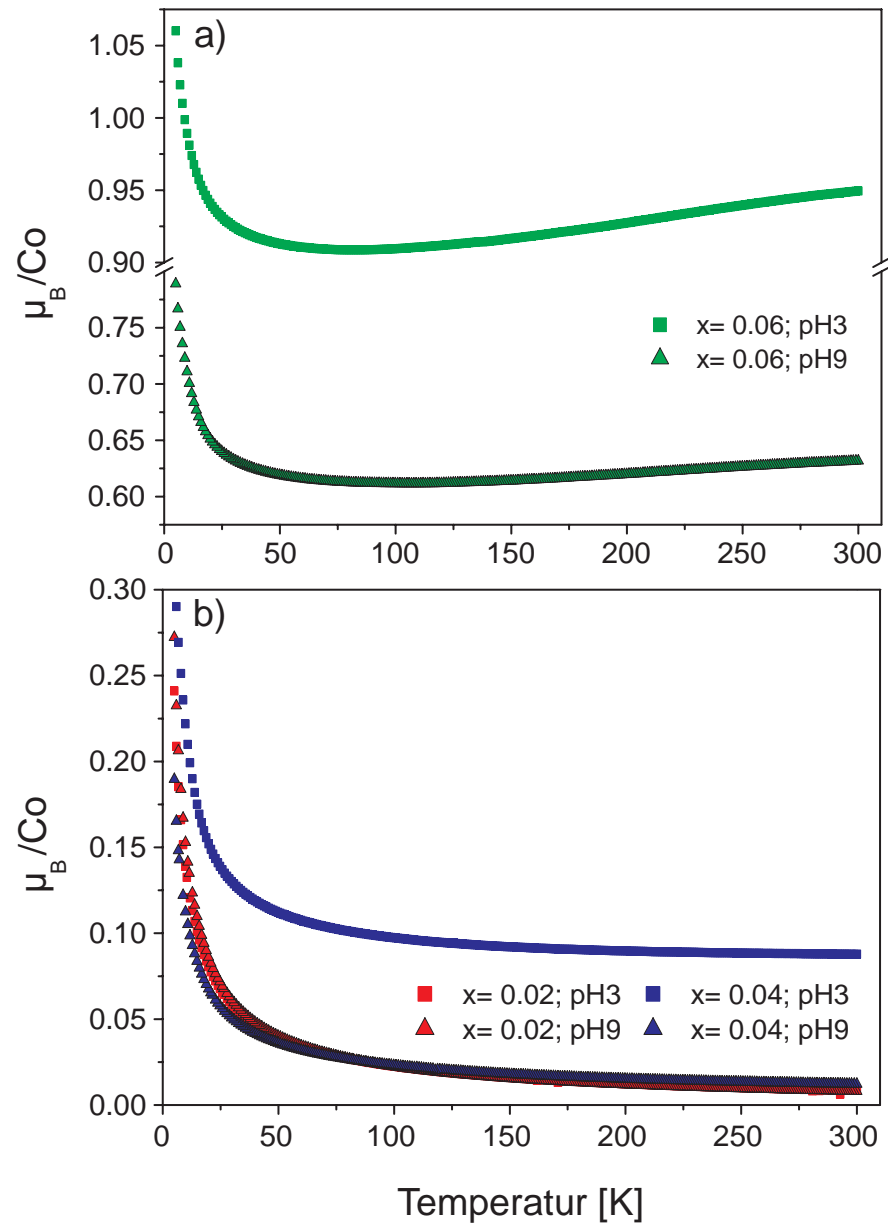 a)
1.05
1.00
0.95
0.90
0.75
0.70
0.65
0.60
μB/Co
x= 0.06; pH3
x= 0.06; pH9
0 50 100 150 200 250 300
b)
0.30
0.25
0.20
0.15
0.10
0.05
0.00
μB/Co
x= 0.02; pH3 x= 0.04; pH3
x= 0.02; pH9 x= 0.04; pH9
0 50 100 150 200 250 300
Temperatur [K]